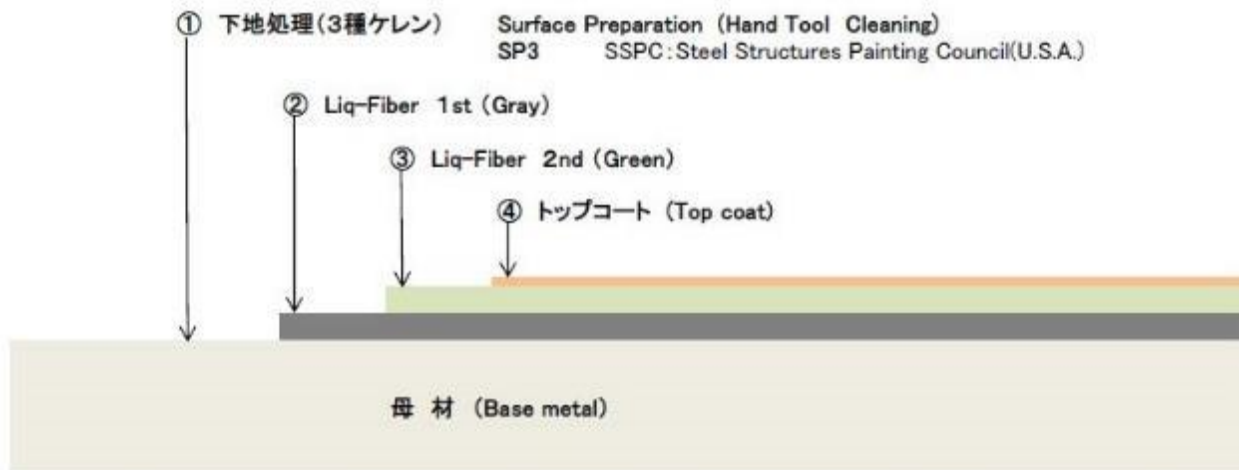 ① 下地処理(3種ケレン) Surface Preparation (Hand Tool Cleaning)
SP3 SSPC:Steel Structures Painting Council(U.S.A.)
② Liq-Fiber 1st (Gray)
③ Liq-Fiber 2nd (Green)
④ トップコート (Top coat)
母 材 (Base metal)